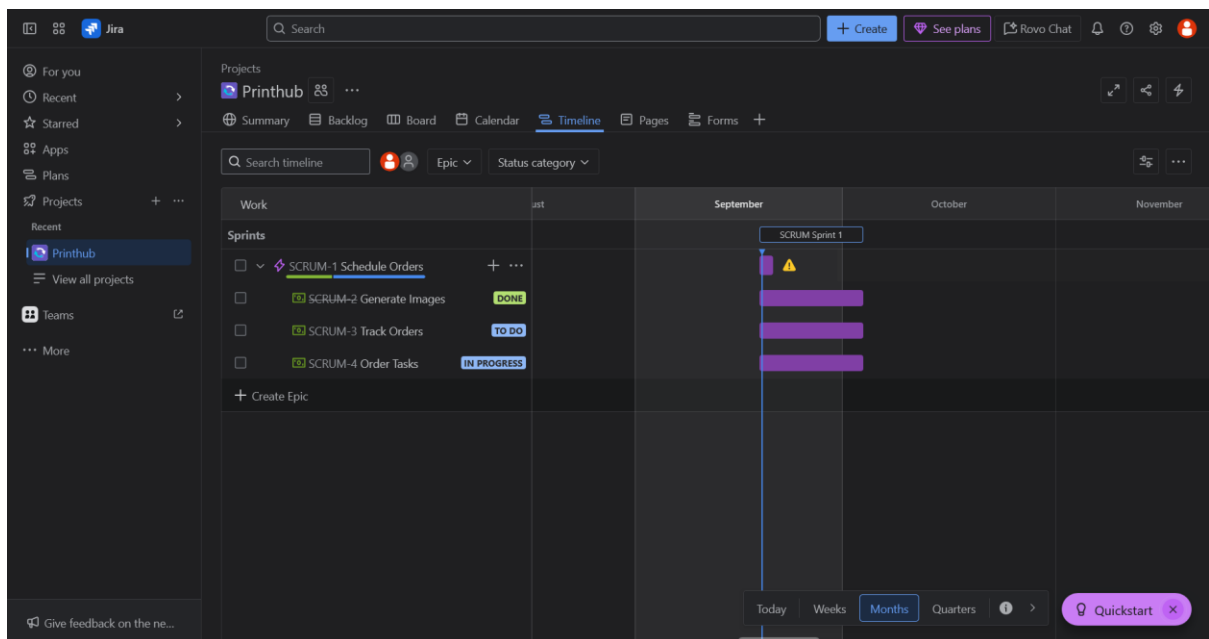 Jira
Search
+ Create
See plans
Rovo Chat
For you
Recent
Starred
Apps
Plans
Projects
Recent
Printhub
View all projects
Teams
More
Give feedback on the ne...
Projects
Printhub
Summary
Backlog
Board
Calendar
Timeline
Pages
Forms
Search timeline
Epic
Status category
Work
ust
September
October
November
Sprints
SCRUM Sprint 1
SCRUM-1 Schedule Orders
SCRUM-2 Generate Images DONE
SCRUM-3 Track Orders TO DO
SCRUM-4 Order Tasks IN PROGRESS
+ Create Epic
Today
Weeks
Months
Quarters
Quickstart